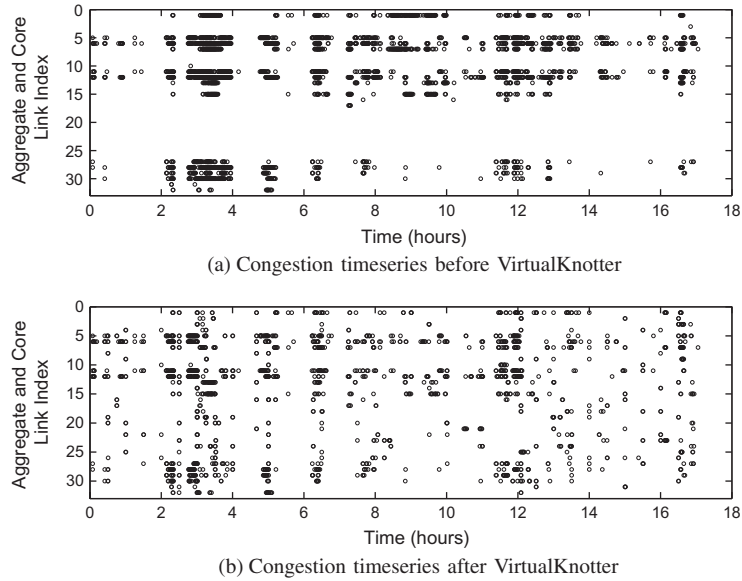 0
5
10
15
20
25
30
Aggregate and Core
Link Index
0 2 4 6 8 10 12 14 16 18
Time (hours)
(a) Congestion timeseries before VirtualKnotter
0
5
10
15
20
25
30
Aggregate and Core
Link Index
0 2 4 6 8 10 12 14 16 18
Time (hours)
(b) Congestion timeseries after VirtualKnotter